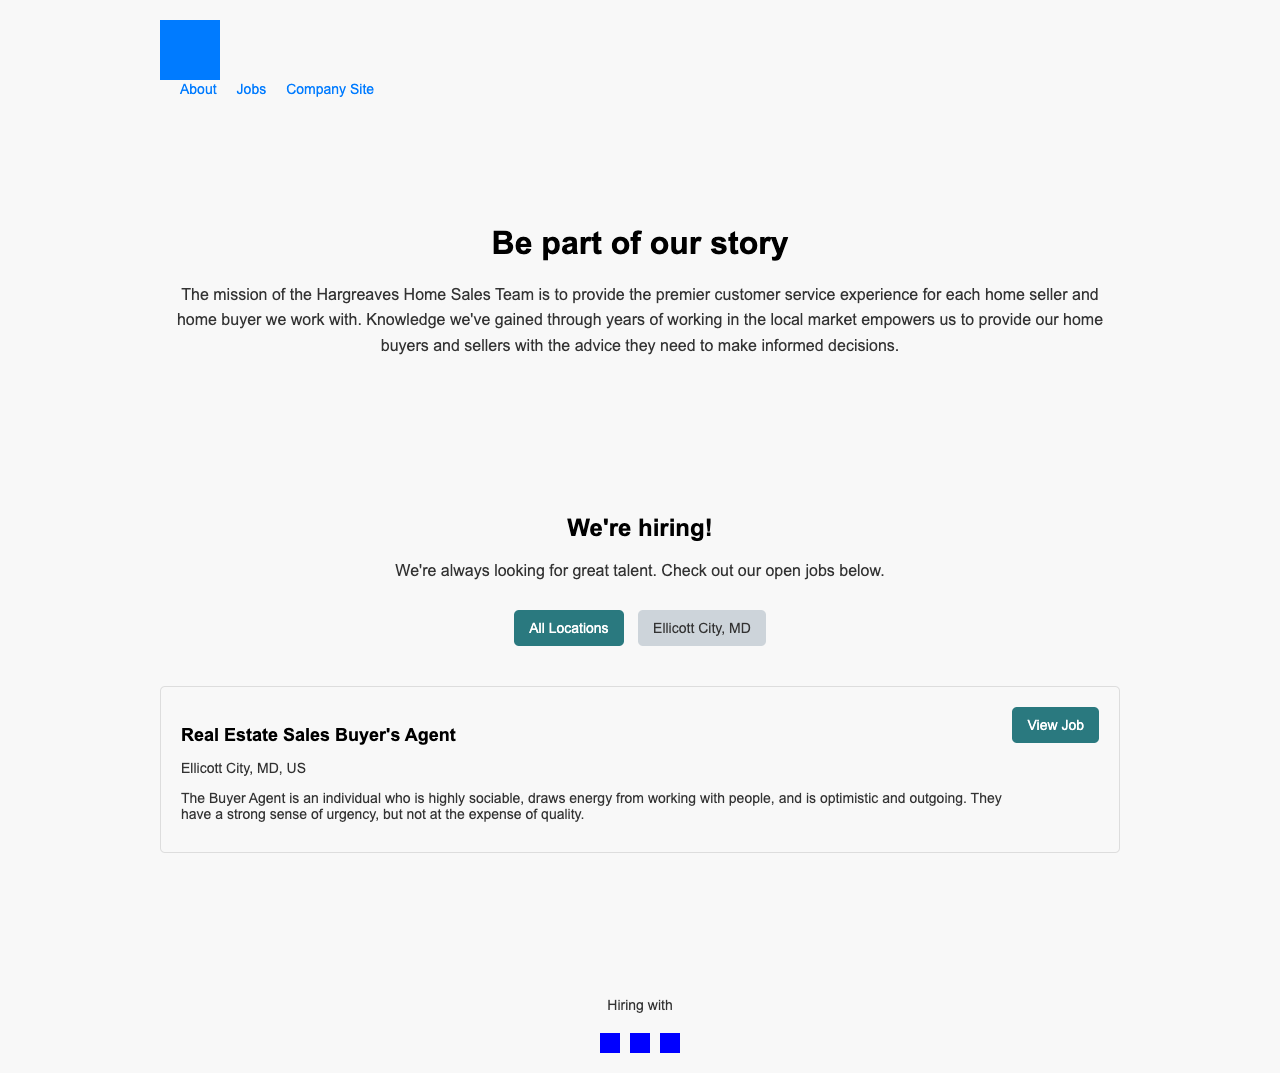 About Jobs Company Site
Be part of our story
The mission of the Hargreaves Home Sales Team is to provide the premier customer service experience for each home seller and
home buyer we work with. Knowledge we've gained through years of working in the local market empowers us to provide our home
buyers and sellers with the advice they need to make informed decisions.
We're hiring!
We're always looking for great talent. Check out our open jobs below.
All Locations Ellicott City, MD
Real Estate Sales Buyer's Agent
View Job
Ellicott City, MD, US
The Buyer Agent is an individual who is highly sociable, draws energy from working with people, and is optimistic and outgoing. They
have a strong sense of urgency, but not at the expense of quality.
Hiring with